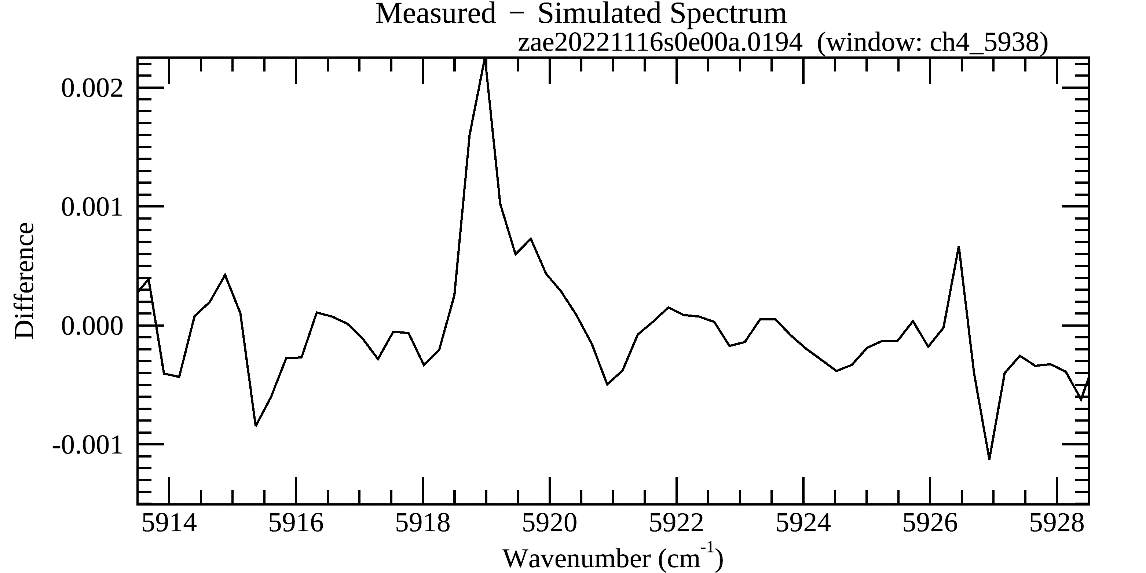 Measured − Simulated Spectrum
zae20221116s0e00a.0194 (window: ch4_5938)
0.002
0.001
0.000
-0.001
Difference
5914 5916 5918 5920 5922 5924 5926 5928
Wavenumber (cm-1)